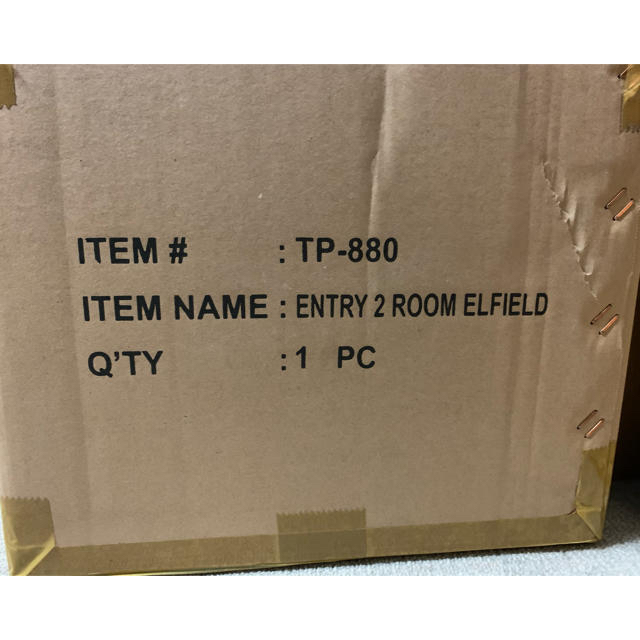 ITEM # : TP-880
ITEM NAME : ENTRY 2 ROOM ELFIELD
Q'TY : 1 PC